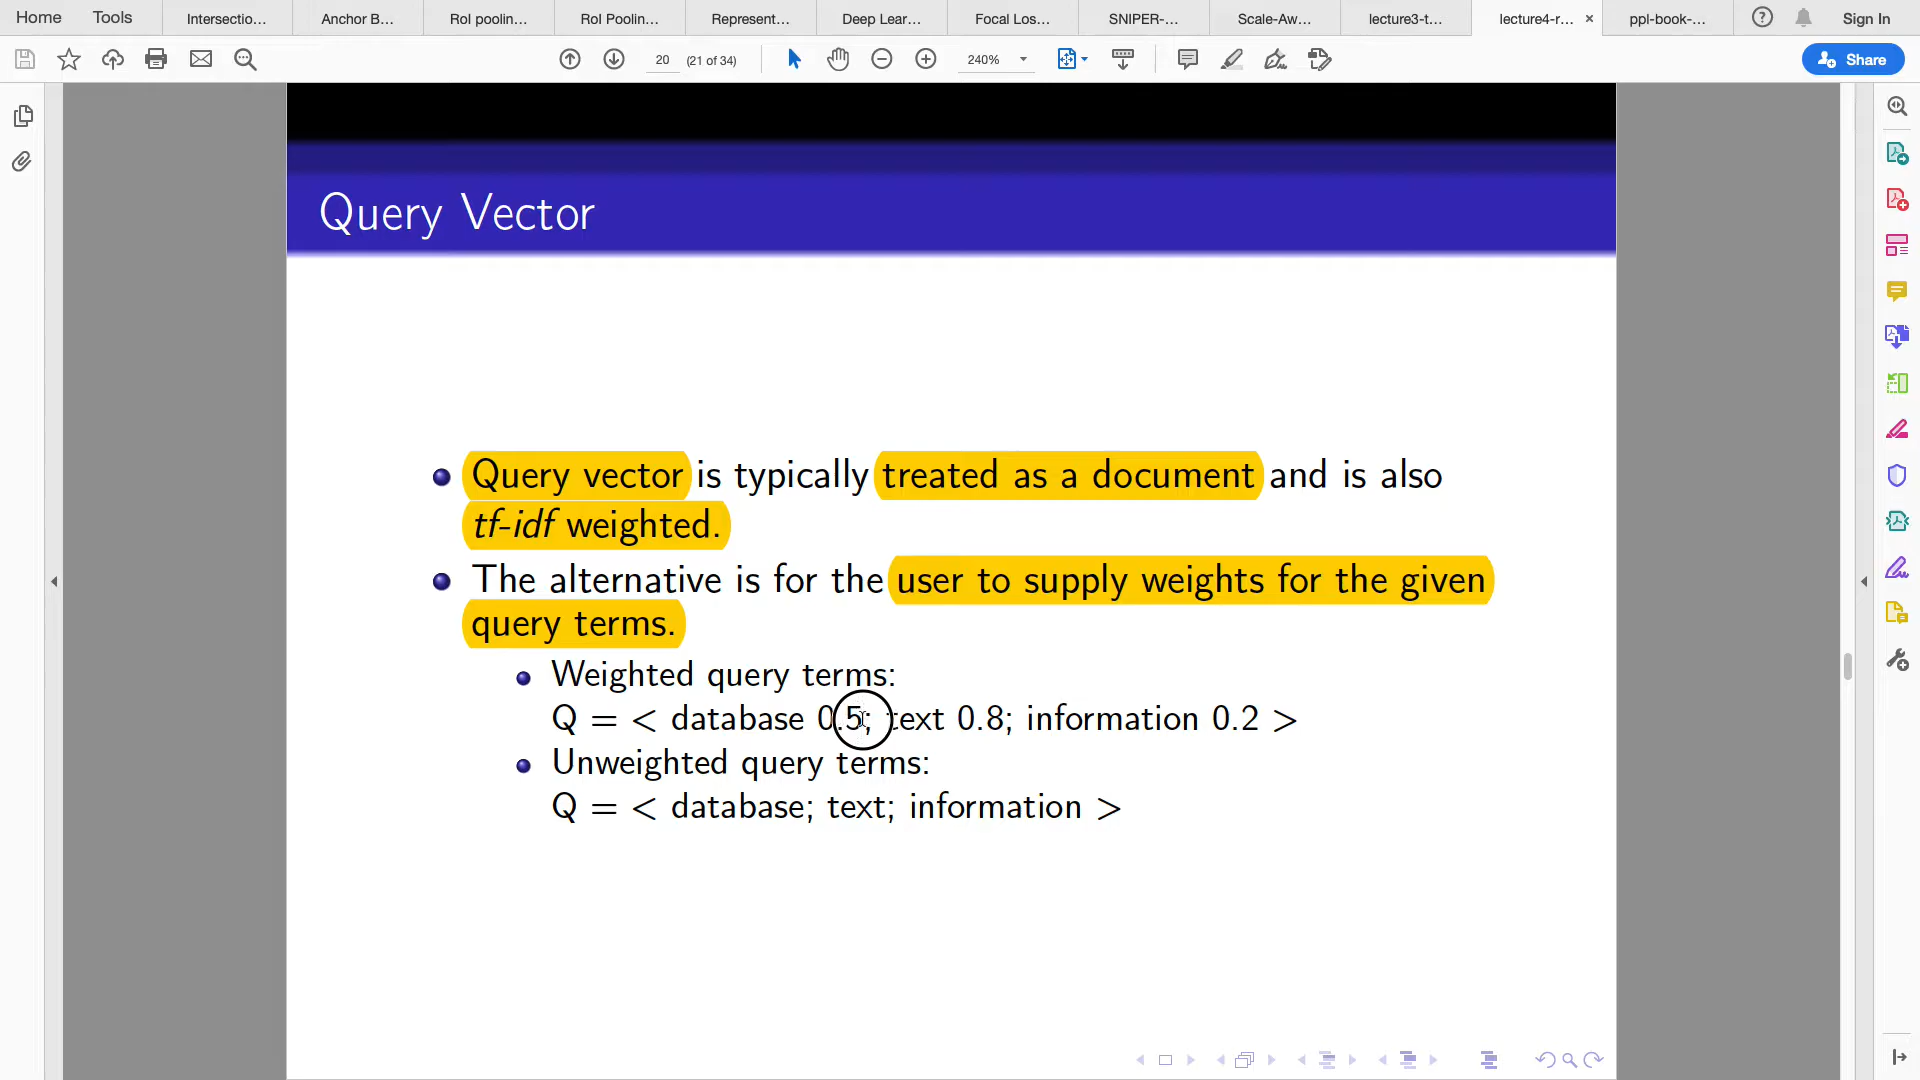 Home Tools Intersectio... Anchor B... RoI poolin... RoI Poolin... Represent... Deep Lear... Focal Los... SNIPER-... Scale-Aw... lecture3-t... lecture4-r... × ppl-book-... Sign In
20 (21 of 34) 240% Share
Query Vector
Query vector is typically treated as a document and is also
tf-idf weighted.
The alternative is for the user to supply weights for the given
query terms.
Weighted query terms:
Q = < database 0.5; text 0.8; information 0.2 >
Unweighted query terms:
Q = < database; text; information >